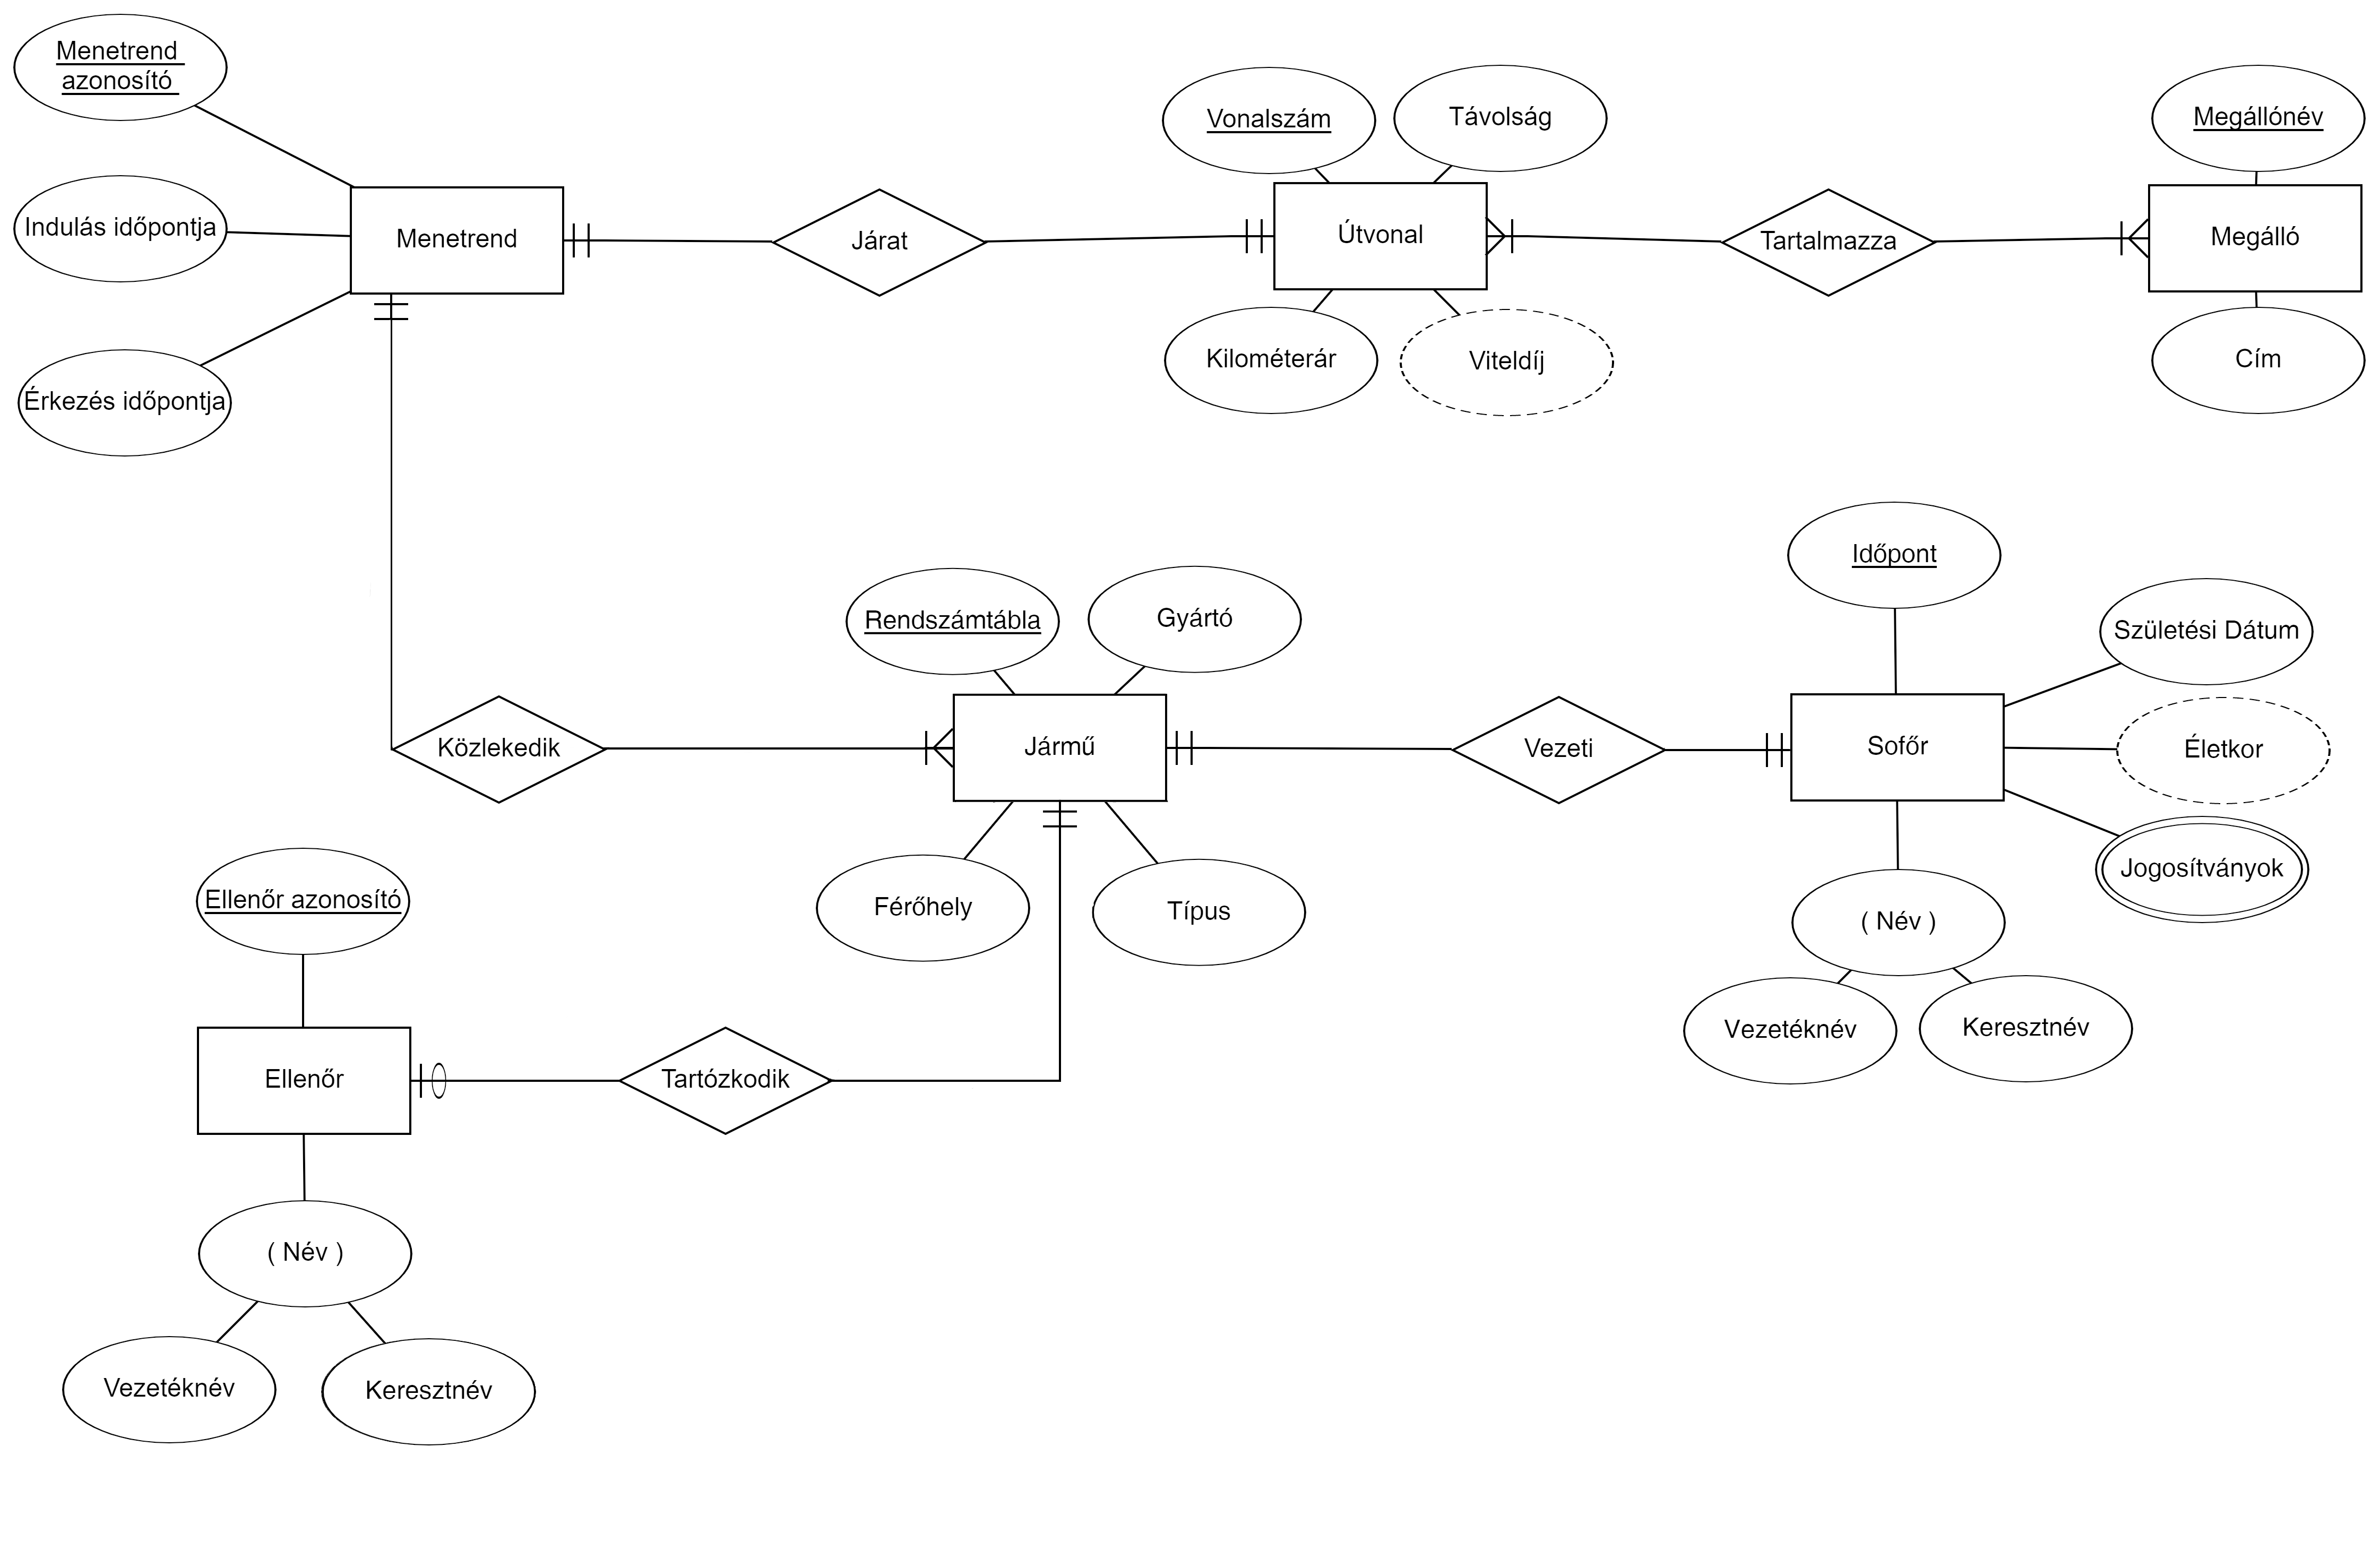 Menetrend
azonosító
Indulás időpontja
Érkezés időpontja
Menetrend
Járat
Vonalszám
Távolság
Útvonal
Kilométerár
Viteldíj
Tartalmazza
Megállónév
Megálló
Cím
Közlekedik
Rendszámtábla
Gyártó
Jármű
Férőhely
Típus
Vezeti
Időpont
Születési Dátum
Sofőr
Életkor
Jogosítványok
( Név )
Vezetéknév
Keresztnév
Ellenőr azonosító
Ellenőr
Tartózkodik
( Név )
Vezetéknév
Keresztnév